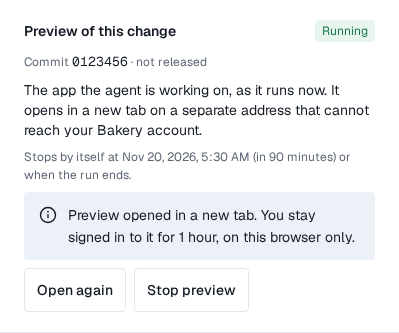 Preview of this change
Running
Commit 0123456 · not released
The app the agent is working on, as it runs now. It
opens in a new tab on a separate address that cannot
reach your Bakery account.
Stops by itself at Nov 20, 2026, 5:30 AM (in 90 minutes) or
when the run ends.
Preview opened in a new tab. You stay
signed in to it for 1 hour, on this browser only.
Open again
Stop preview